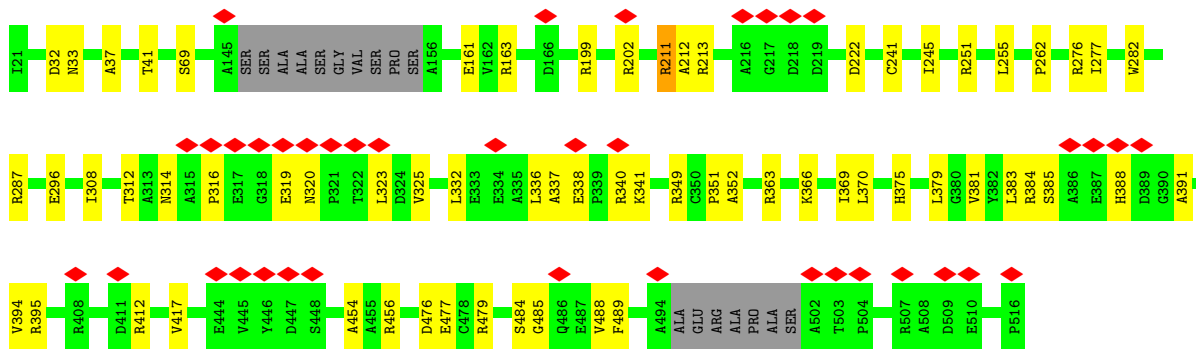 I21 D32 N33 A37 T41 S69 A145 SER SER ALA ALA SER GLY VAL SER PRO SER A156 E161 V162 R163 D166 R199 R202 R211 A212 R213 A216 G217 D218 D219 D222 C241 I245 R251 L255 P262 R276 I277 W282
R287 E296 I308 T312 A313 N314 A315 P316 E317 G318 E319 N320 P321 T322 L323 D324 V325 L332 E333 E334 A335 L336 A337 E338 P339 R340 K341 R349 C350 P351 A352 R363 K366 I369 L370 H375 L379 G380 V381 Y382 L383 R384 S385 A386 E387 H388 D389 G390 A391
V394 R395 R408 D411 R412 V417 E444 V445 Y446 D447 S448 A454 A455 R456 D476 E477 C478 R479 S484 G485 Q486 E487 V488 F489 A494 ALA GLU ARG ALA PRO ALA SER A502 T503 P504 R507 A508 D509 E510 P516